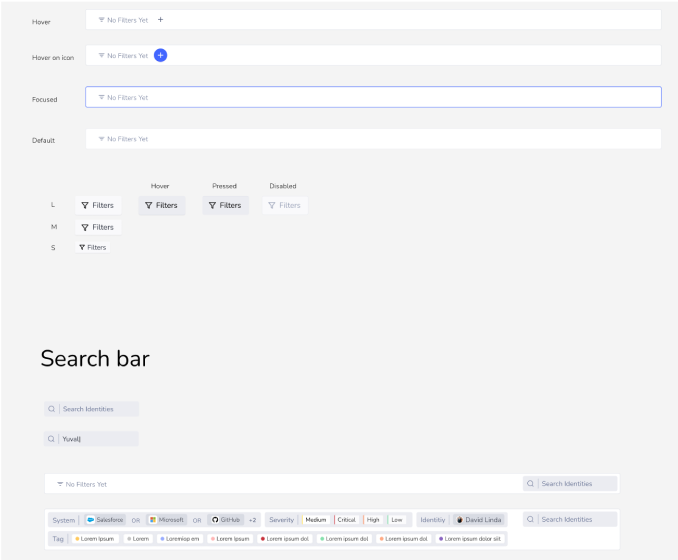 Hover No Filters Yet +
Hover on icon No Filters Yet +
Focused No Filters Yet
Default No Filters Yet
Hover Pressed Disabled
L Filters Filters Filters Filters
M Filters
S Filters
Search bar
Search Identities
Yuval|
No Filters Yet Search Identities
System Salesforce OR Microsoft OR GitHub +2 Severity Medium Critical High Low Identitiy David Linda Search Identities
Tag Lorem Ipsum Lorem Loremiop em Lorem Ipsum Lorem ipsum dol Lorem ipsum dol Lorem ipsum dol Lorem ipsum dolor siit